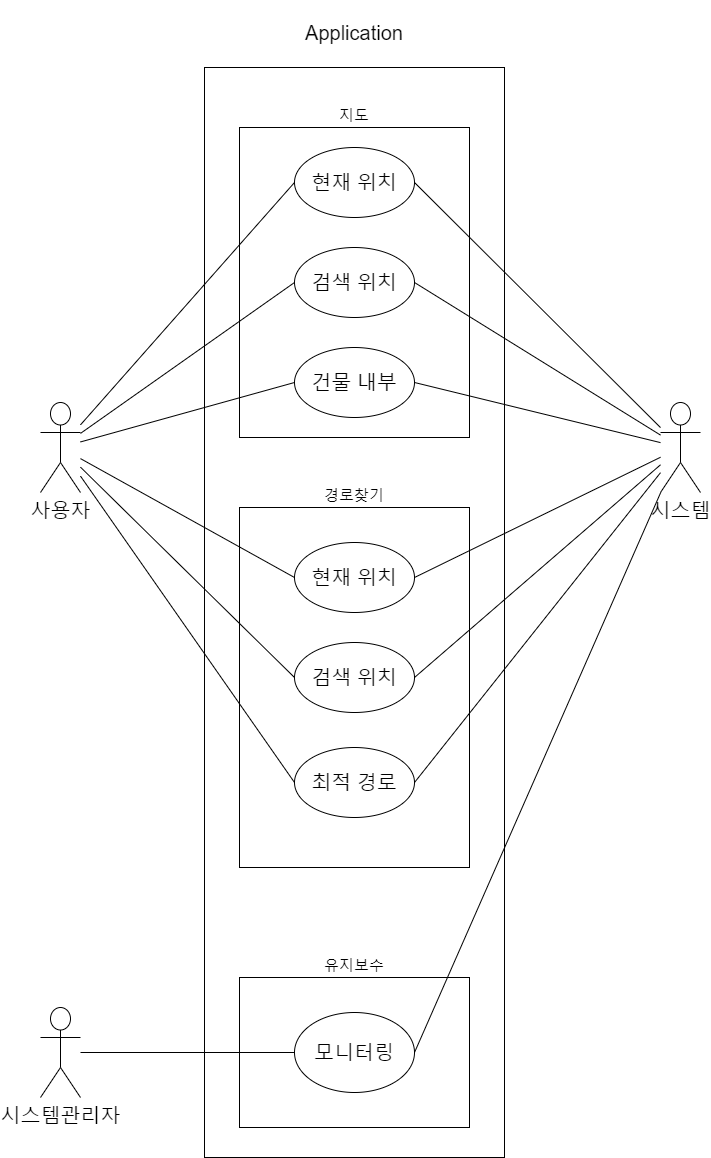 Application
지도
현재 위치
검색 위치
건물 내부
사용자
시스템
경로찾기
현재 위치
검색 위치
최적 경로
유지보수
모니터링
시스템관리자